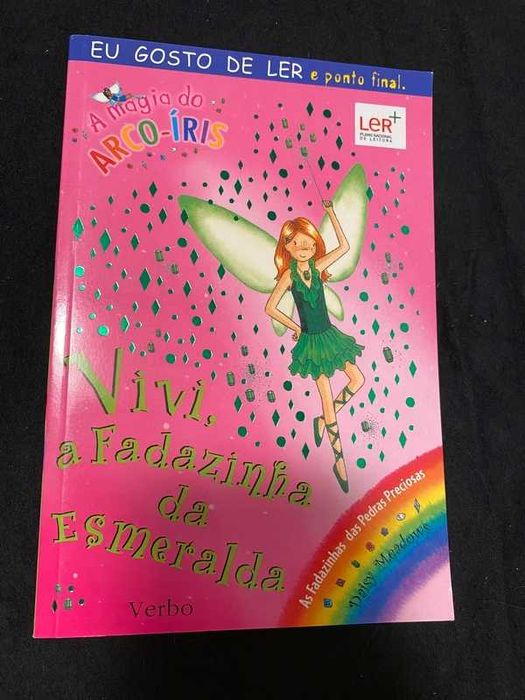 EU GOSTO DE LER e ponto final.
A magia do
ARCO-ÍRIS
LeR+
PLANO NACIONAL
DE LEITURA
Vivi,
a Fadazinha
da
Esmeralda
As Fadazinhas das Pedras Preciosas
Daisy Meadows
Verbo